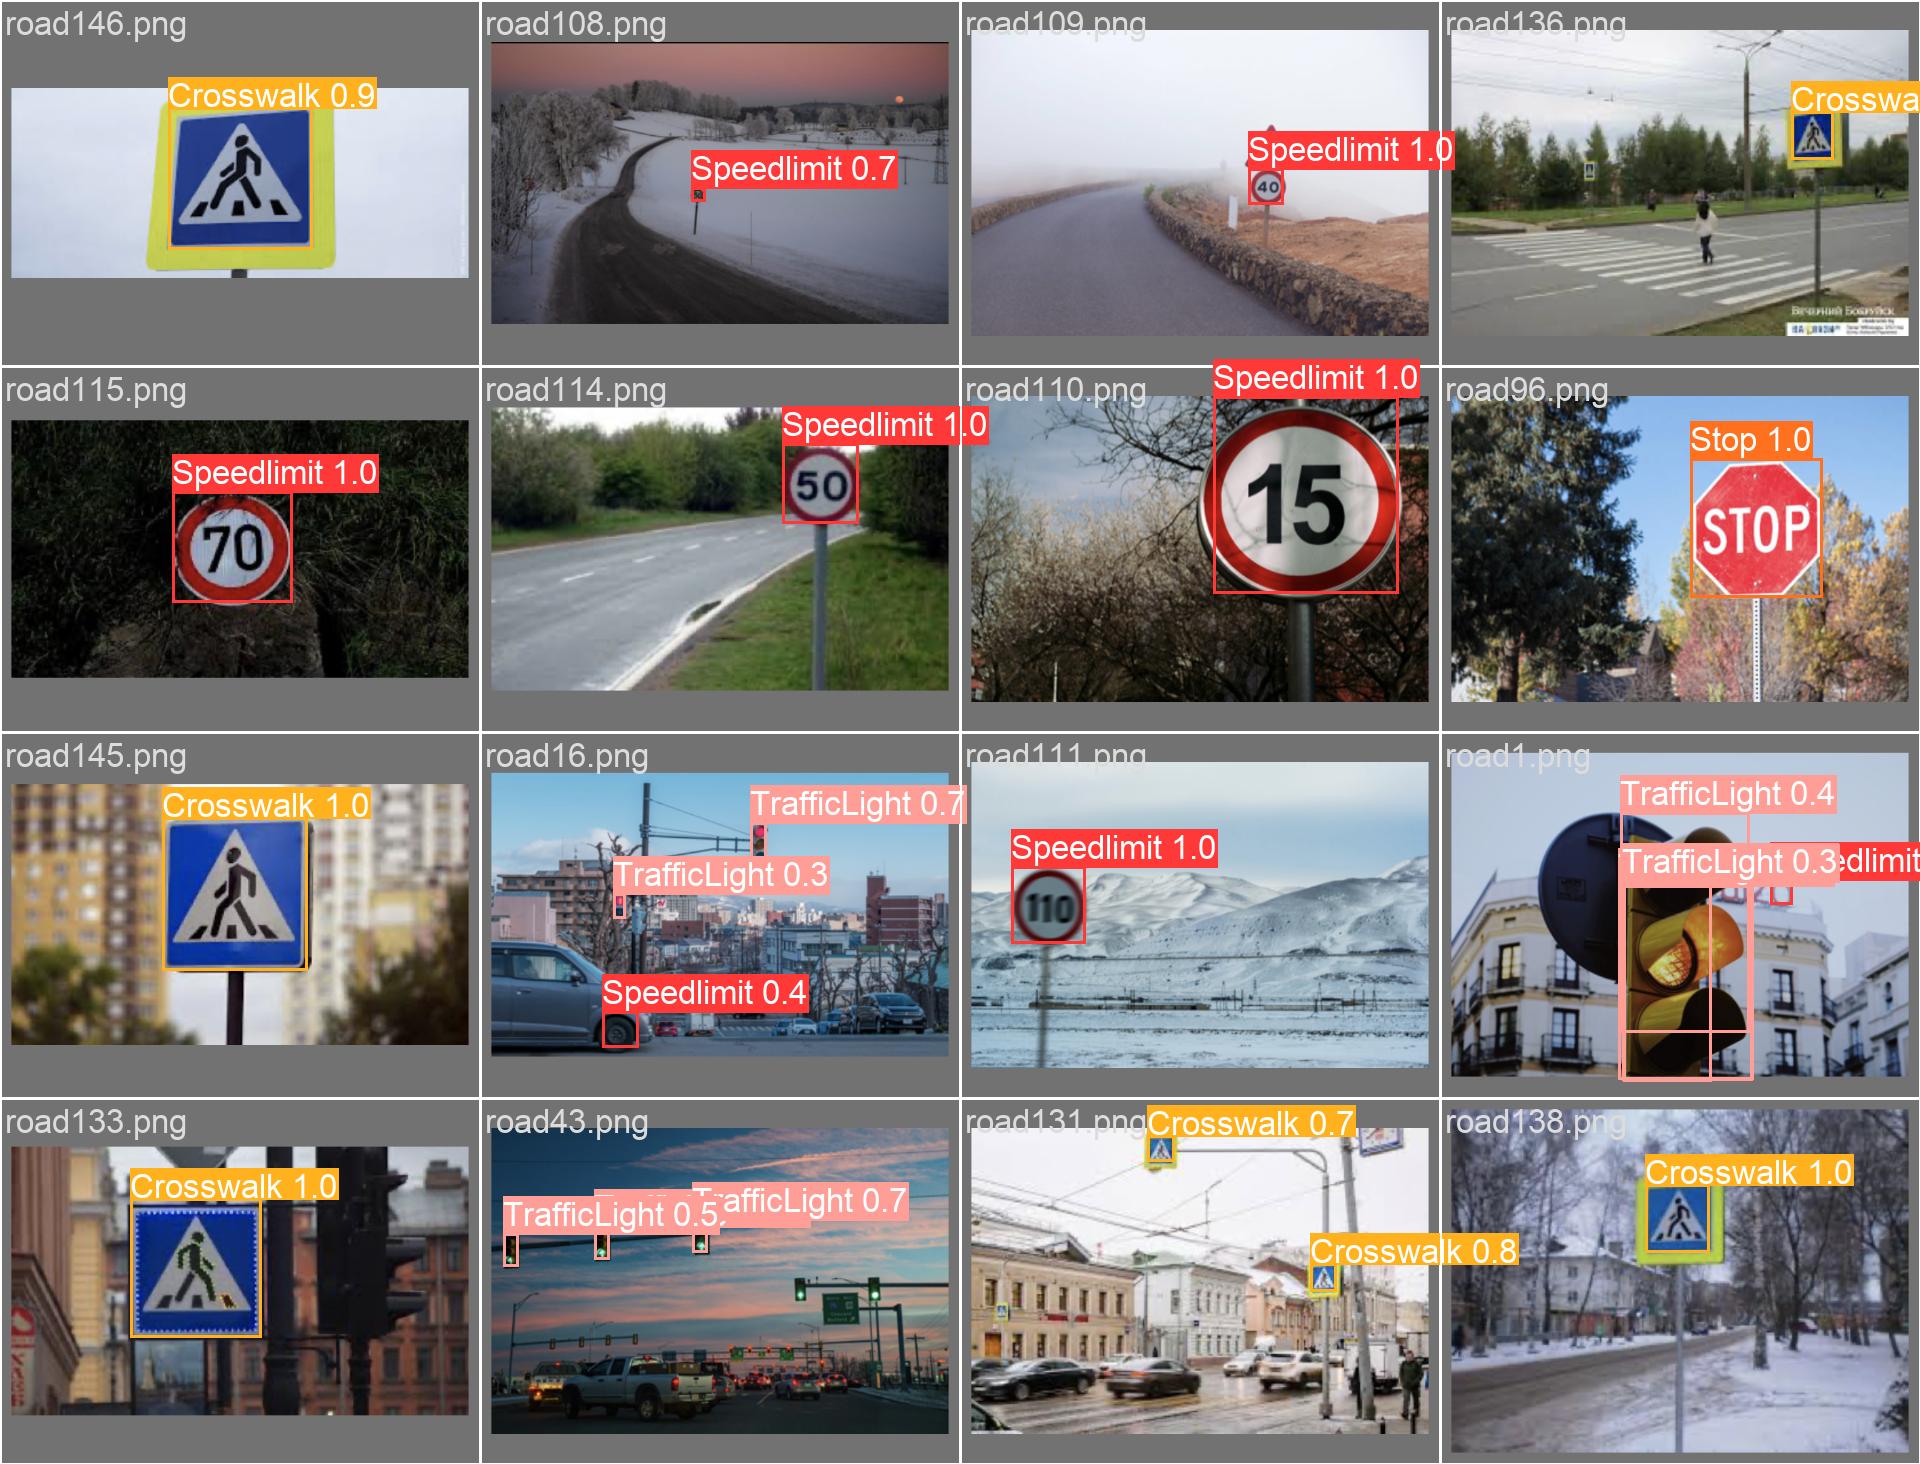 road146.png
Crosswalk 0.9
road108.png
Speedlimit 0.7
road109.png
Speedlimit 1.0
40
road136.png
Crosswa
Вечерний Бобруйск
road115.png
Speedlimit 1.0
70
road114.png
Speedlimit 1.0
50
road110.png
Speedlimit 1.0
15
road96.png
Stop 1.0
STOP
road145.png
Crosswalk 1.0
road16.png
TrafficLight 0.7
TrafficLight 0.3
Speedlimit 0.4
road111.png
Speedlimit 1.0
110
road1.png
TrafficLight 0.4
TrafficLight 0.3
edlimit
road133.png
Crosswalk 1.0
road43.png
TrafficLight 0.5
rafficLight 0.7
road131.png
Crosswalk 0.7
Crosswalk 0.8
road138.png
Crosswalk 1.0